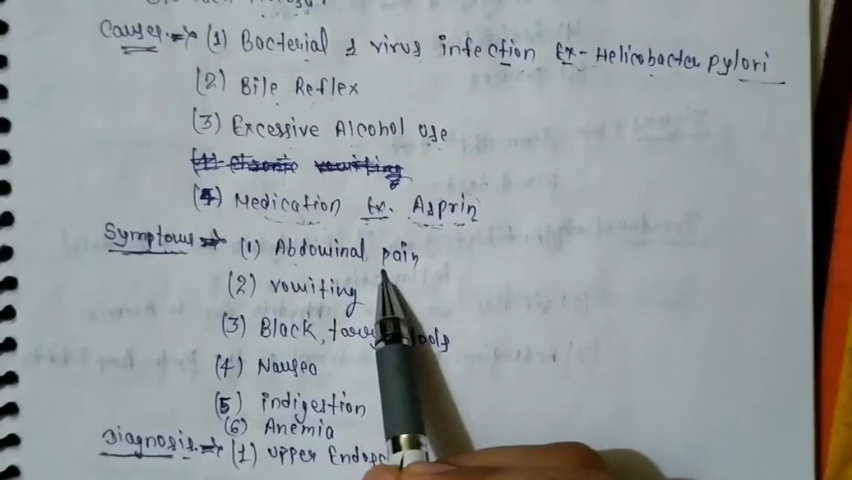 Causes :→ (1) Bacterial & virus infection Ex- Helicobacter pylori
(2) Bile Reflex
(3) Excessive Alcohol use
(4) Medication Ex. Asprin
Symptoms → (1) Abdominal pain
(2) vomiting
(3) Black,
(4) Nausea
(5) indigestion
(6) Anemia
Diagnosis :→ (1) Upper